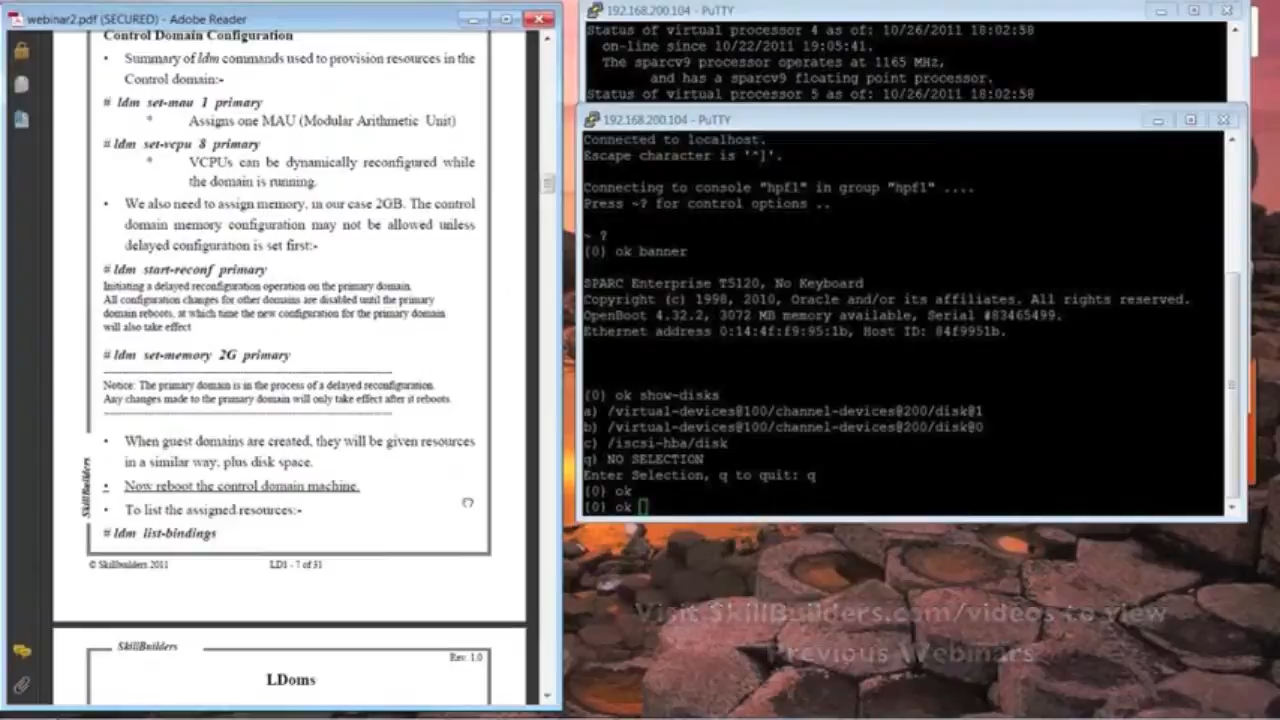 webinar2.pdf (SECURED) - Adobe Reader
Control Domain Configuration
• Summary of ldm commands used to provision resources in the
Control domain:-
# ldm set-mau 1 primary
* Assigns one MAU (Modular Arithmetic Unit)
# ldm set-vcpu 8 primary
* VCPUs can be dynamically reconfigured while
the domain is running.
• We also need to assign memory, in our case 2GB. The control
domain memory configuration may not be allowed unless
delayed configuration is set first:-
# ldm start-reconf primary
Initiating a delayed reconfiguration operation on the primary domain.
All configuration changes for other domains are disabled until the primary
domain reboots, at which time the new configuration for the primary domain
will also take effect
# ldm set-memory 2G primary
Notice: The primary domain is in the process of a delayed reconfiguration.
Any changes made to the primary domain will only take effect after it reboots.
• When guest domains are created, they will be given resources
in a similar way, plus disk space.
• Now reboot the control domain machine.
• To list the assigned resources:-
# ldm list-bindings
SkillBuilders
© Skillbuilders 2011 LD1 - 7 of 31
SkillBuilders
Rev. 1.0
LDoms
192.168.200.104 - PuTTY
Status of virtual processor 4 as of: 10/26/2011 18:02:58
on-line since 10/22/2011 19:05:41.
The sparcv9 processor operates at 1165 MHz,
and has a sparcv9 floating point processor.
Status of virtual processor 5 as of: 10/26/2011 18:02:58
192.168.200.104 - PuTTY
Connected to localhost.
Escape character is '^]'.
Connecting to console "hpf1" in group "hpf1" ....
Press ~? for control options ..
~ ?
{0} ok banner
SPARC Enterprise T5120, No Keyboard
Copyright (c) 1998, 2010, Oracle and/or its affiliates. All rights reserved.
OpenBoot 4.32.2, 3072 MB memory available, Serial #83465499.
Ethernet address 0:14:4f:f9:95:1b, Host ID: 84f9951b.
{0} ok show-disks
a) /virtual-devices@100/channel-devices@200/disk@1
b) /virtual-devices@100/channel-devices@200/disk@0
c) /iscsi-hba/disk
q) NO SELECTION
Enter Selection, q to quit: q
{0} ok
{0} ok
Visit SkillBuilders.com/videos to view
Previous Webinars